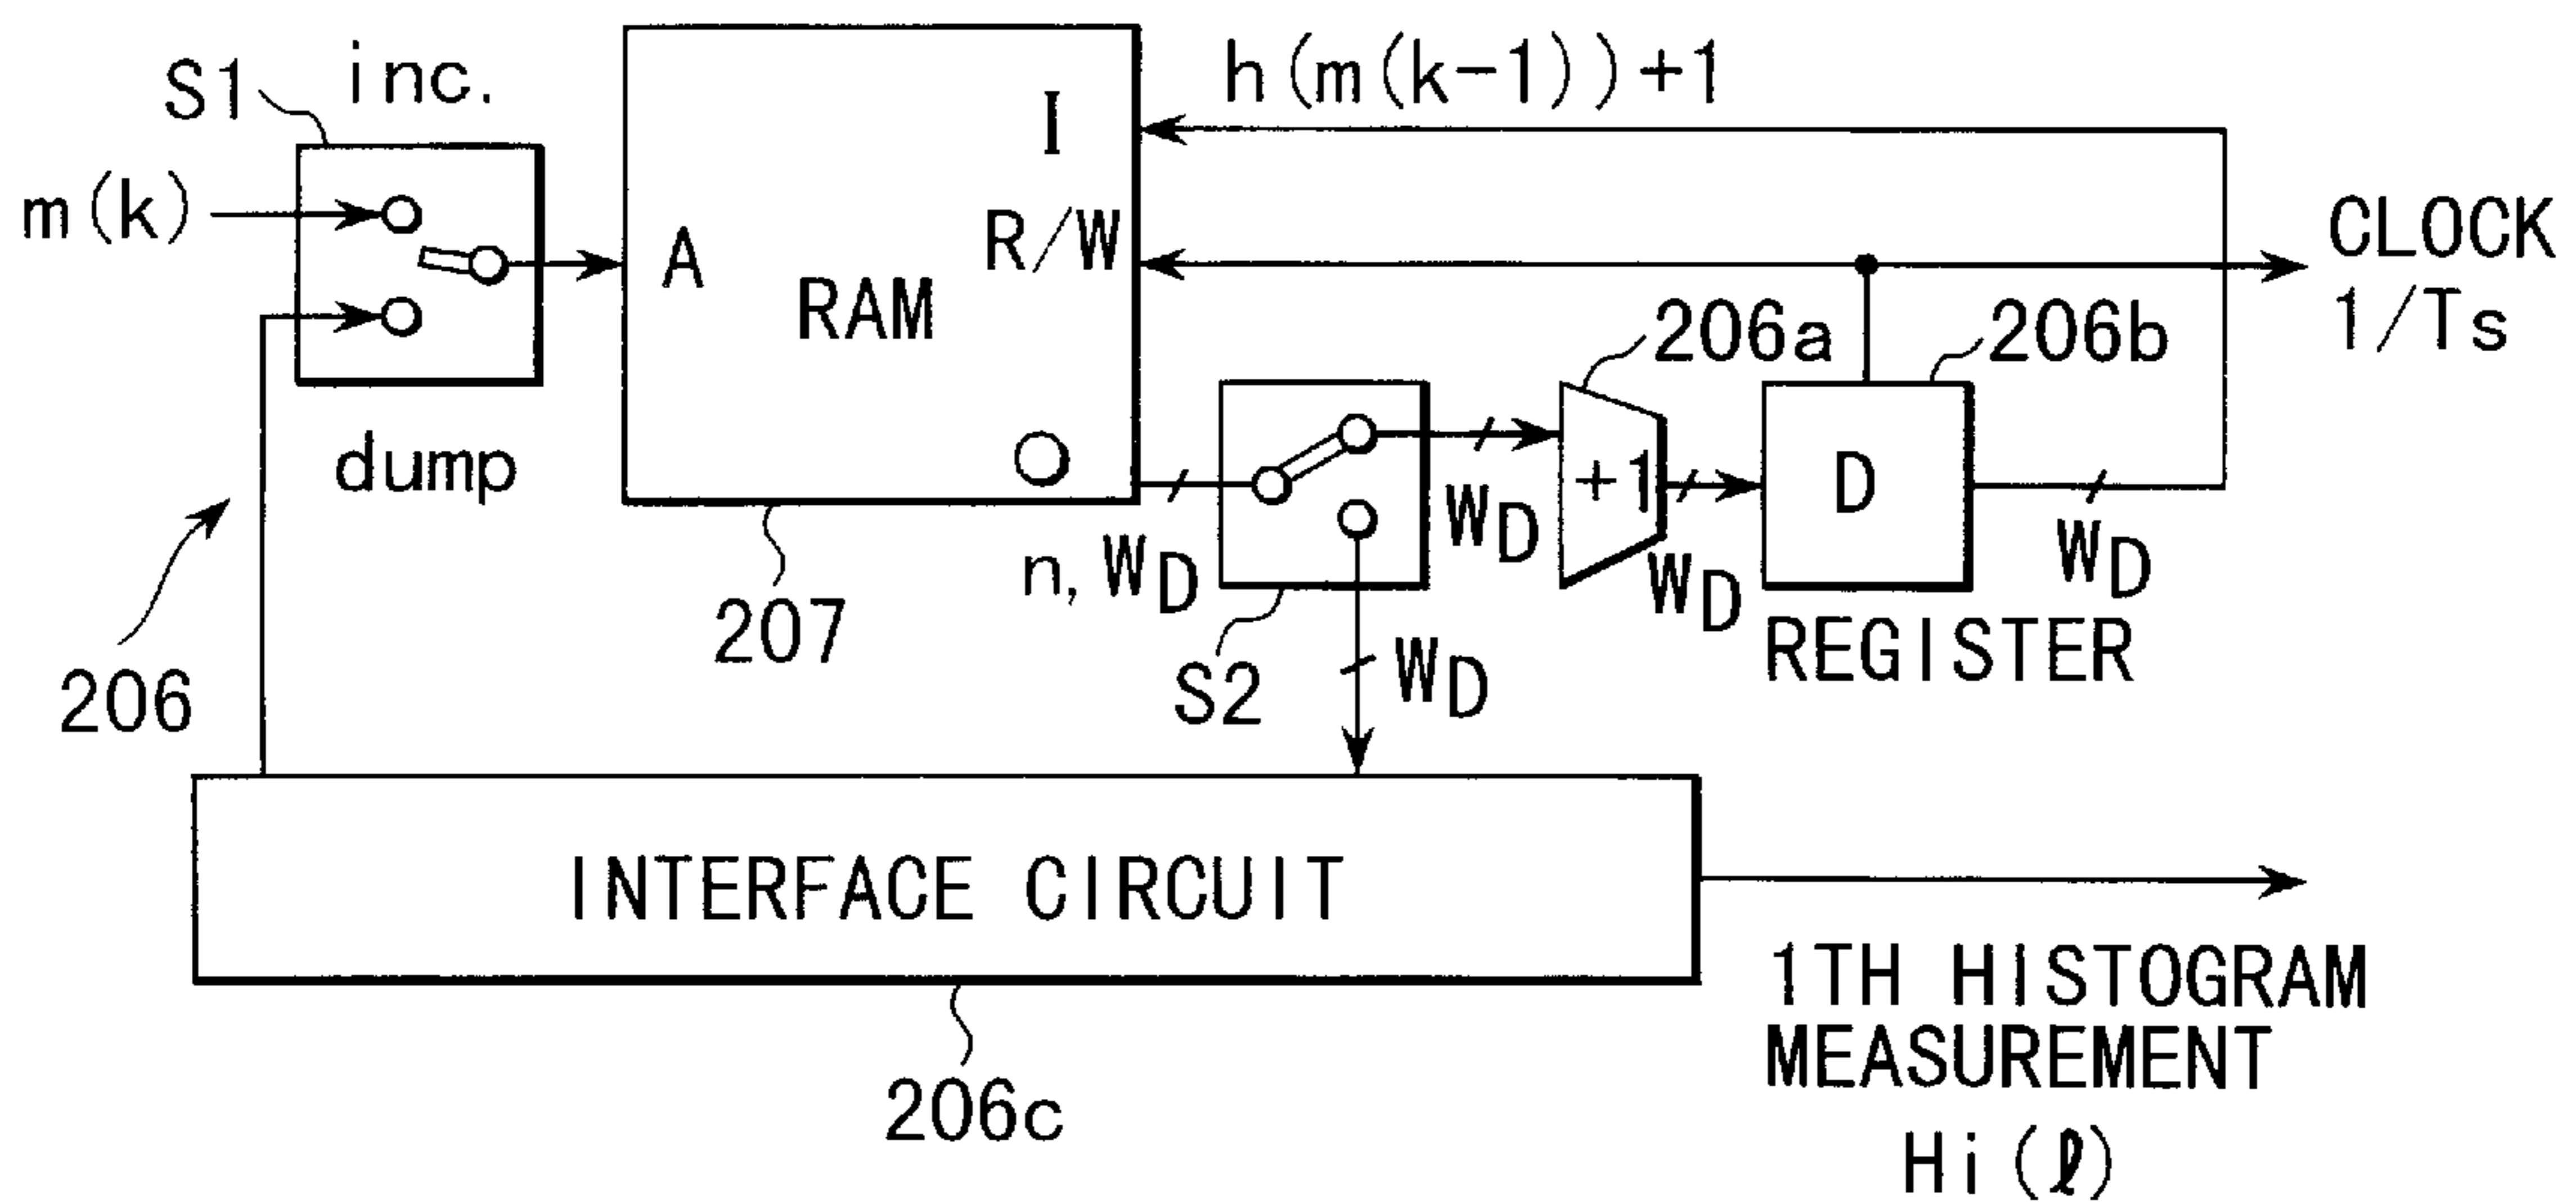 S1
inc.
m(k)
dump
206
A
RAM
I
R/W
O
207
h(m(k-1))+1
CLOCK
1/Ts
206a
206b
n, WD
S2
WD
WD
+1
WD
D
REGISTER
WD
INTERFACE CIRCUIT
206c
1TH HISTOGRAM
MEASUREMENT
Hi(ℓ)